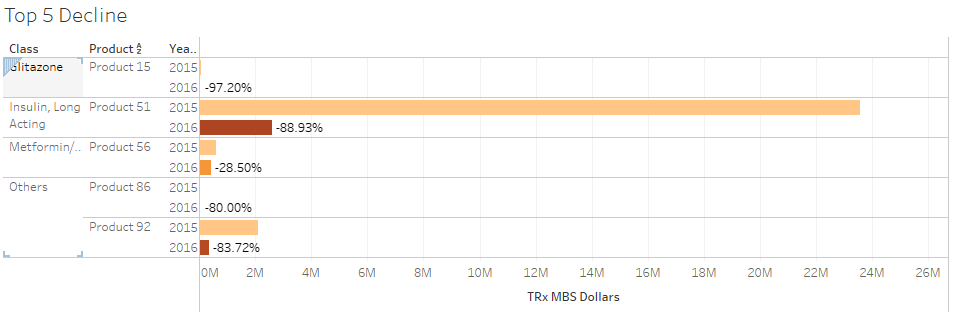 Top 5 Decline
Class Product Yea..
Glitazone Product 15 2015
2016 -97.20%
Insulin, Long Product 51 2015
Acting
2016 -88.93%
Metformin/.. Product 56 2015
2016 -28.50%
Others Product 86 2015
2016 -80.00%
Product 92 2015
2016 -83.72%
0M 2M 4M 6M 8M 10M 12M 14M 16M 18M 20M 22M 24M 26M
TRx MBS Dollars